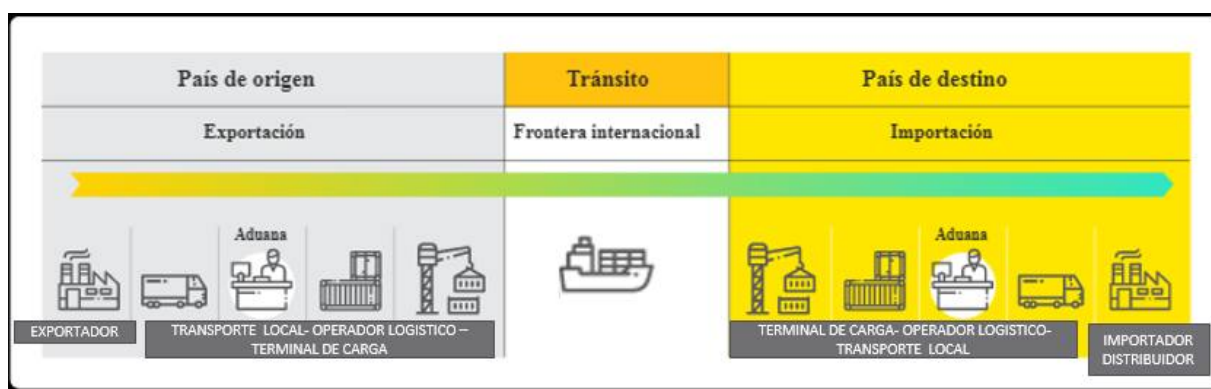 País de origen
Tránsito
País de destino
Exportación
Frontera internacional
Importación
Aduana
Aduana
EXPORTADOR
TRANSPORTE LOCAL- OPERADOR LOGISTICO –
TERMINAL DE CARGA
TERMINAL DE CARGA- OPERADOR LOGISTICO-
TRANSPORTE LOCAL
IMPORTADOR
DISTRIBUIDOR